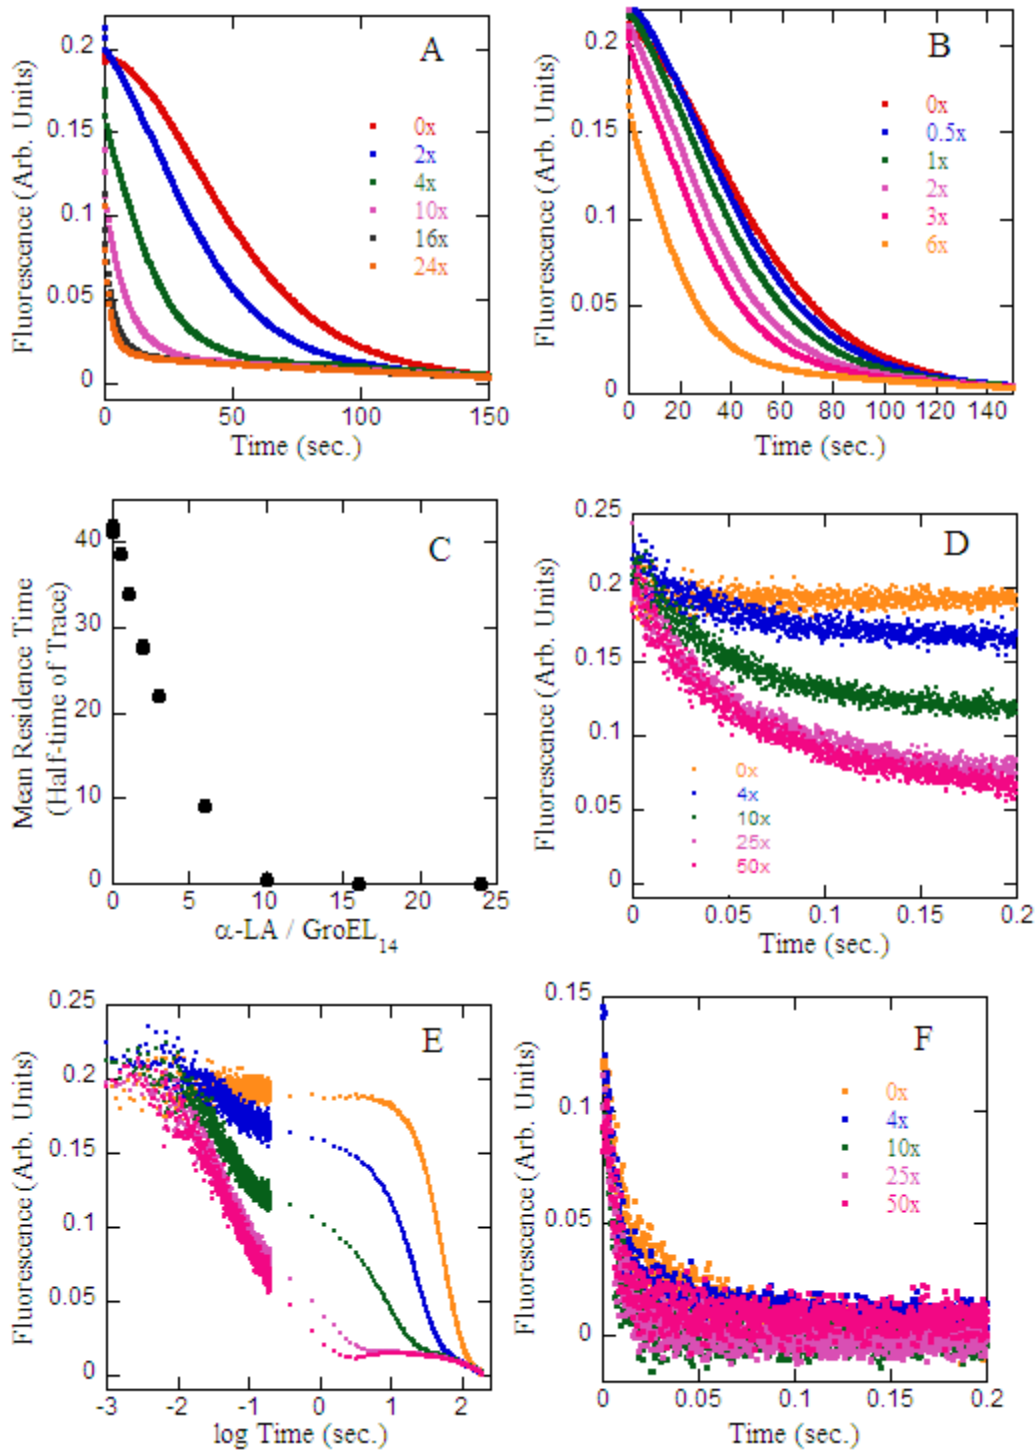 A
Fluorescence (Arb. Units)
0.2
0.15
0.1
0.05
0
0x
2x
4x
10x
16x
24x
0 50 100 150
Time (sec.)
B
Fluorescence (Arb. Units)
0.2
0.1
0.05
0
0x
0.5x
1x
2x
3x
6x
0 20 40 60 80 100 120 140
Time (sec.)
C
Mean Residence Time
(Half-time of Trace)
40
30
20
10
0
0 5 10 15 20 25
α-LA / GroEL14
D
Fluorescence (Arb. Units)
0.25
0.2
0.15
0.1
0.05
0
0x
4x
10x
25x
50x
0 0.05 0.1 0.15 0.2
Time (sec.)
E
Fluorescence (Arb. Units)
0.25
0.2
0.15
0.1
0.05
0
-3 -2 -1 0 1 2
log Time (sec.)
F
Fluorescence (Arb. Units)
0.15
0.1
0.05
0
0x
4x
10x
25x
50x
0 0.05 0.1 0.15 0.2
Time (sec.)